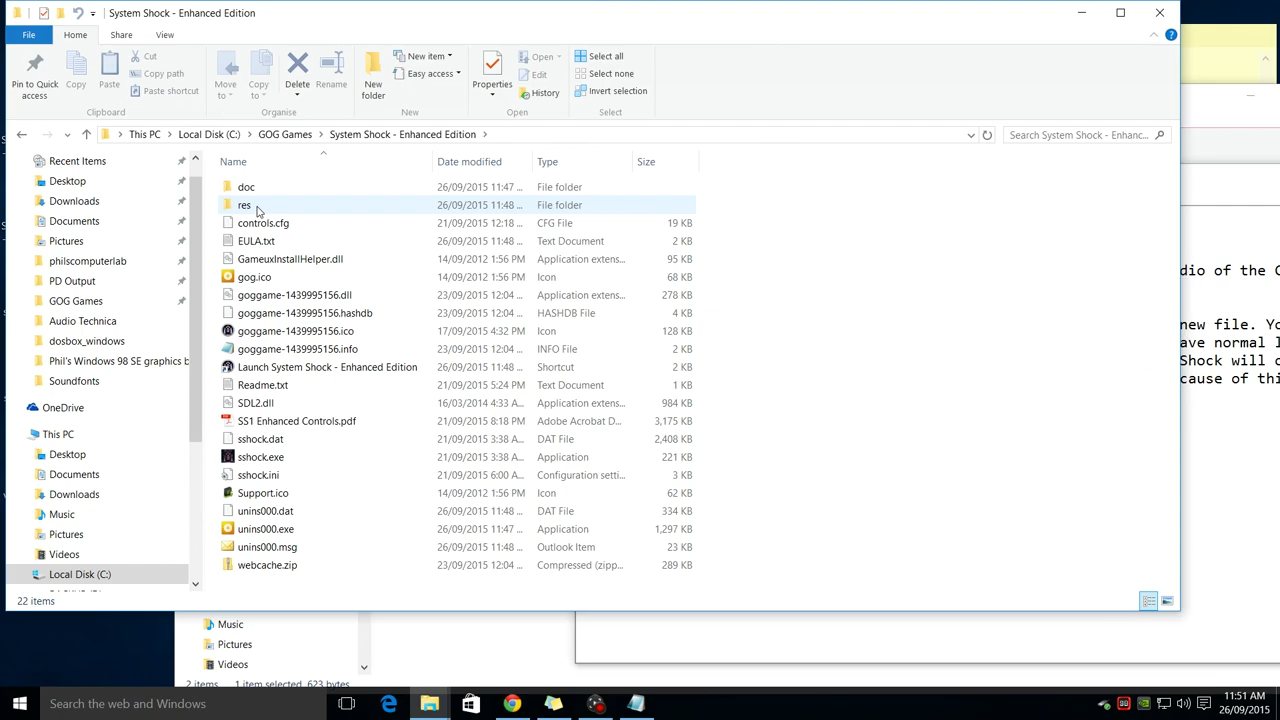 System Shock - Enhanced Edition
File
Home
Share
View
Pin to Quick access
Copy
Paste
Cut
Copy path
Paste shortcut
Clipboard
Move to
Copy to
Delete
Rename
Organise
New folder
New item
Easy access
New
Properties
Open
Edit
History
Open
Select all
Select none
Invert selection
Select
This PC
Local Disk (C:)
GOG Games
System Shock - Enhanced Edition
Search System Shock - Enhanc...
Recent Items
Desktop
Downloads
Documents
Pictures
philscomputerlab
PD Output
GOG Games
Audio Technica
dosbox_windows
Phil's Windows 98 SE graphics b
Soundfonts
OneDrive
This PC
Desktop
Documents
Downloads
Music
Pictures
Videos
Local Disk (C:)
Name Date modified Type Size
doc 26/09/2015 11:47 ... File folder
res 26/09/2015 11:48 ... File folder
controls.cfg 21/09/2015 12:18 ... CFG File 19 KB
EULA.txt 26/09/2015 11:48 ... Text Document 2 KB
GameuxInstallHelper.dll 14/09/2012 1:56 PM Application extens... 95 KB
gog.ico 14/09/2012 1:56 PM Icon 68 KB
goggame-1439995156.dll 23/09/2015 12:04 ... Application extens... 278 KB
goggame-1439995156.hashdb 23/09/2015 12:04 ... HASHDB File 4 KB
goggame-1439995156.ico 17/09/2015 4:32 PM Icon 128 KB
goggame-1439995156.info 23/09/2015 12:04 ... INFO File 2 KB
Launch System Shock - Enhanced Edition 26/09/2015 11:48 ... Shortcut 2 KB
Readme.txt 21/09/2015 5:24 PM Text Document 1 KB
SDL2.dll 16/03/2014 4:33 A... Application extens... 984 KB
SS1 Enhanced Controls.pdf 21/09/2015 8:18 PM Adobe Acrobat D... 3,175 KB
sshock.dat 21/09/2015 3:38 A... DAT File 2,408 KB
sshock.exe 21/09/2015 3:38 A... Application 221 KB
sshock.ini 21/09/2015 6:00 A... Configuration setti... 3 KB
Support.ico 14/09/2012 1:56 PM Icon 62 KB
unins000.dat 26/09/2015 11:48 ... DAT File 334 KB
unins000.exe 26/09/2015 11:47 ... Application 1,297 KB
unins000.msg 26/09/2015 11:48 ... Outlook Item 23 KB
webcache.zip 23/09/2015 12:04 ... Compressed (zipp... 289 KB
22 items
dio of the C
new file. Yo
ave normal l
Shock will o
cause of thi
Music
Pictures
Videos
2 items 1 item selected, 623 bytes
Search the web and Windows
11:51 AM
26/09/2015